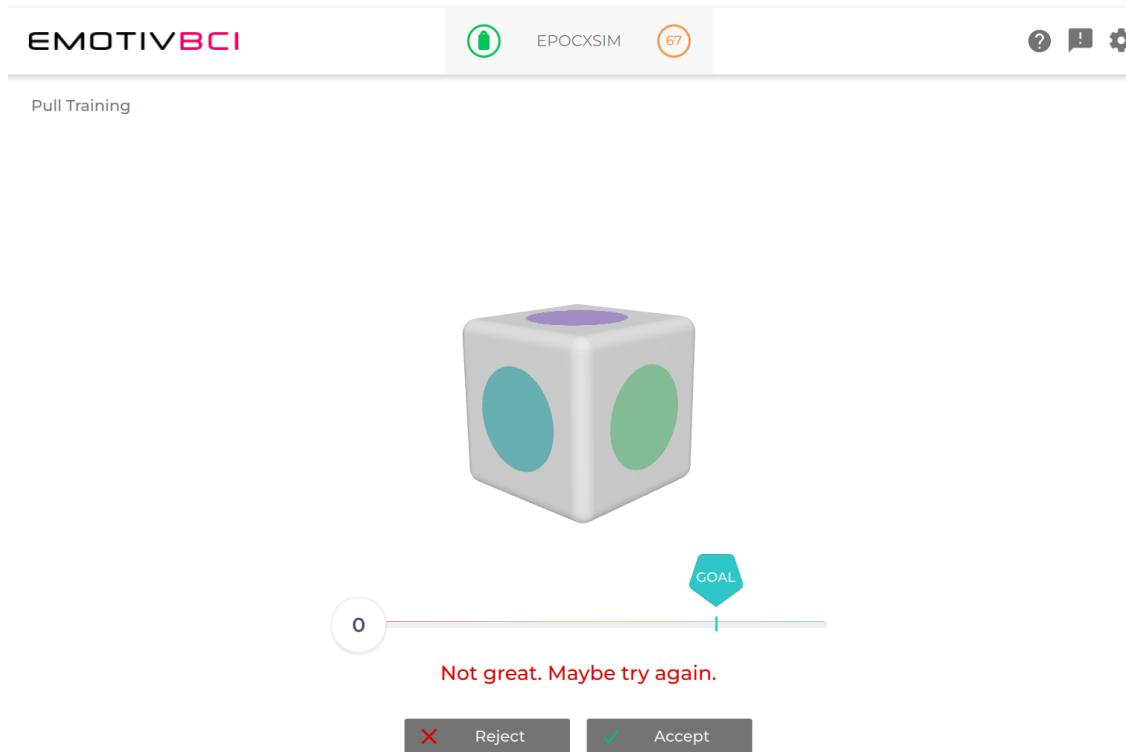 EMOTIVBCI
EPOCXSIM
67
Pull Training
GOAL
0
Not great. Maybe try again.
Reject
Accept